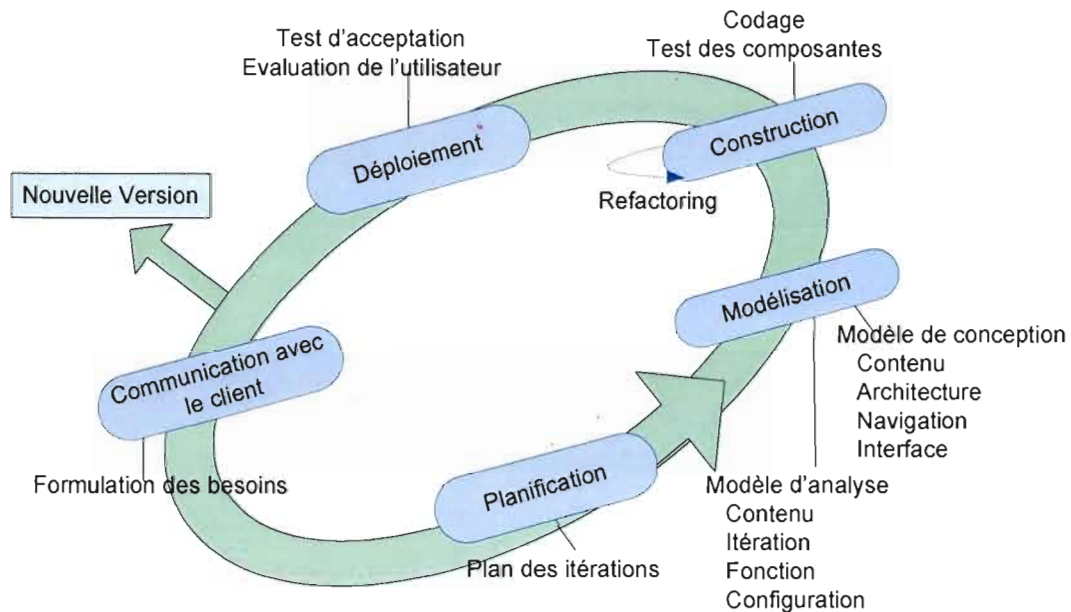 Codage
Test des composantes
Test d'acceptation
Evaluation de l'utilisateur
Construction
Déploiement
Refactoring
Nouvelle Version
Modélisation
Modèle de conception
Contenu
Architecture
Navigation
Interface
Communication avec
le client
Formulation des besoins
Planification
Plan des itérations
Modèle d'analyse
Contenu
Itération
Fonction
Configuration